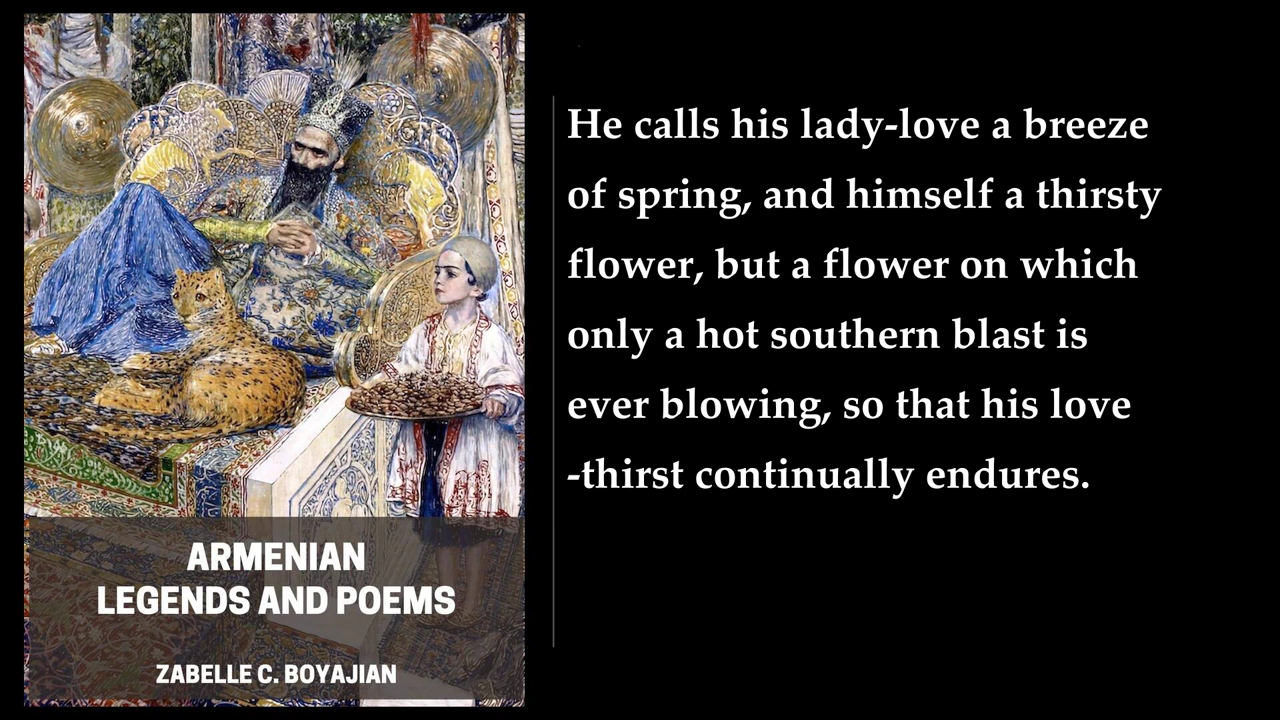 ARMENIAN
LEGENDS AND POEMS
ZABELLE C. BOYAJIAN
He calls his lady-love a breeze
of spring, and himself a thirsty
flower, but a flower on which
only a hot southern blast is
ever blowing, so that his love
-thirst continually endures.